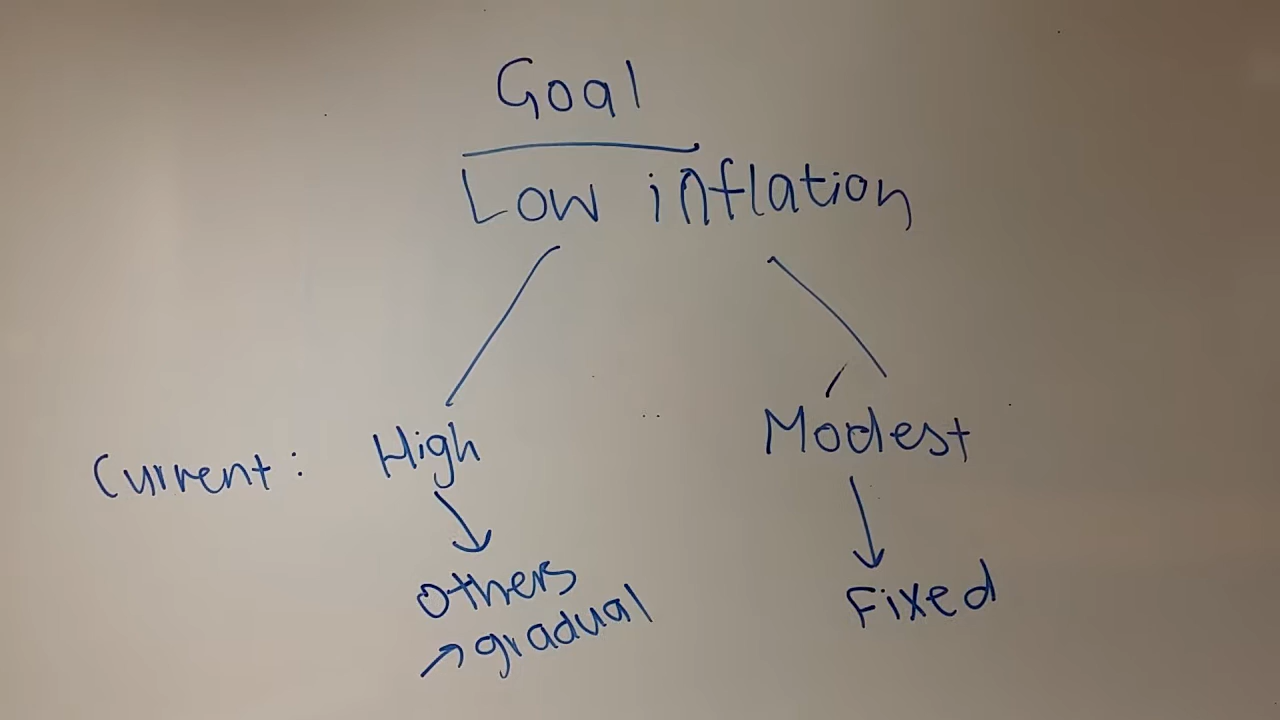 Goal
Low inflation
Current: High Modest
Others Fixed
gradual